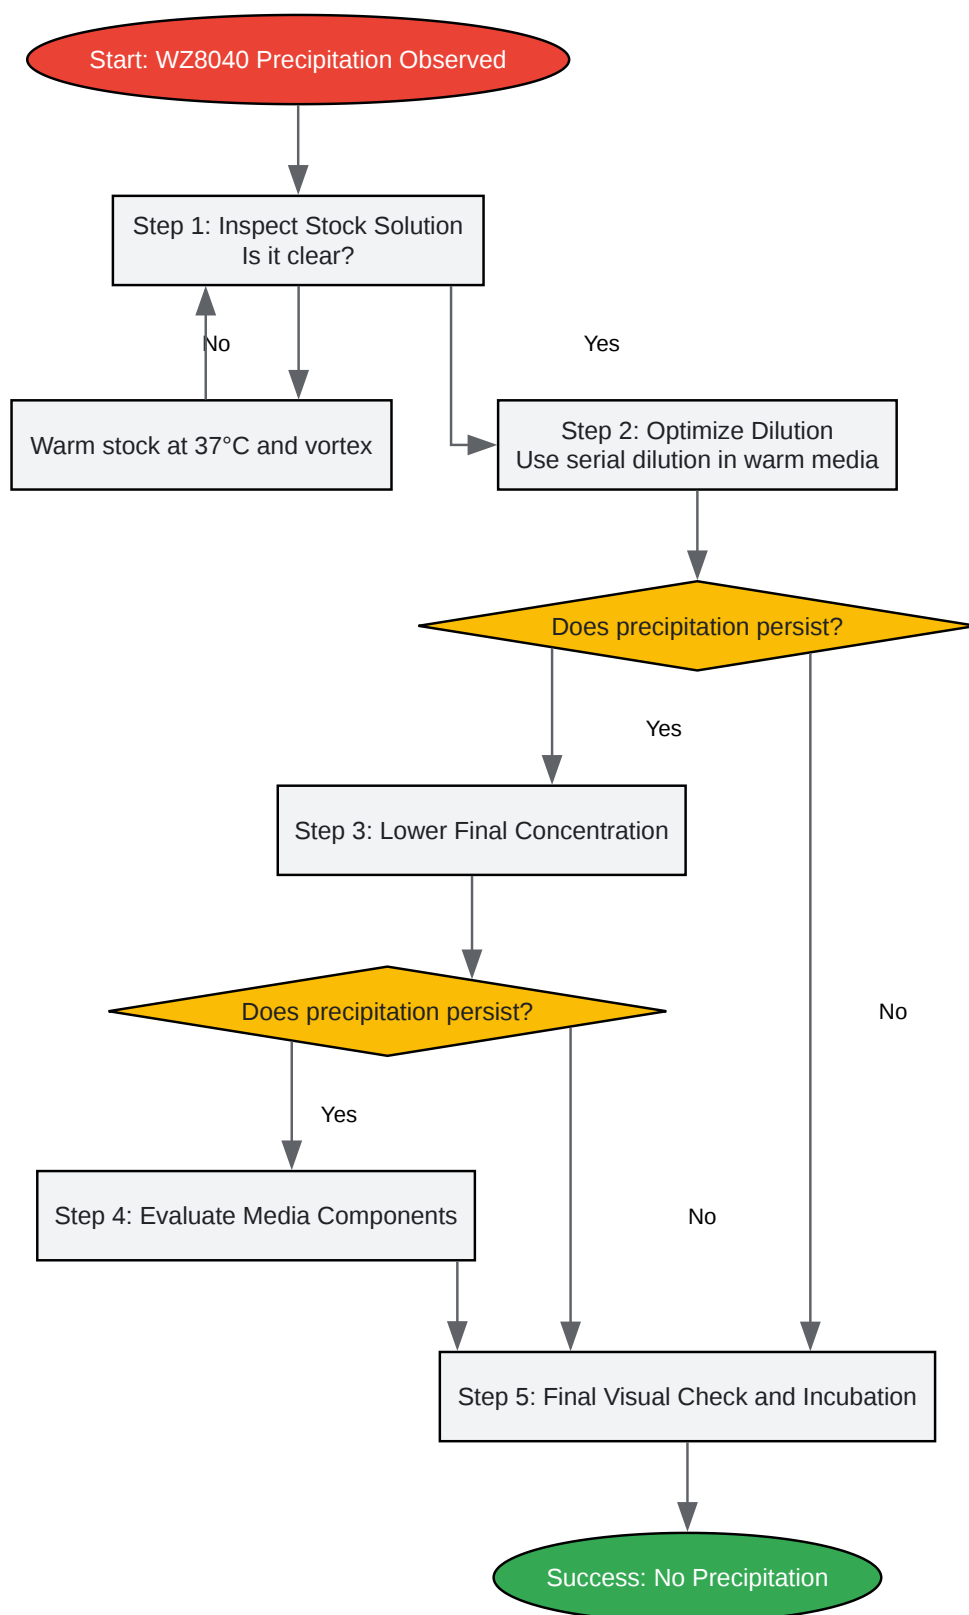 Start: WZ8040 Precipitation Observed
Step 1: Inspect Stock Solution
Is it clear?
No
Yes
Warm stock at 37°C and vortex
Step 2: Optimize Dilution
Use serial dilution in warm media
Does precipitation persist?
Yes
Step 3: Lower Final Concentration
Does precipitation persist?
No
Yes
Step 4: Evaluate Media Components
No
Step 5: Final Visual Check and Incubation
Success: No Precipitation